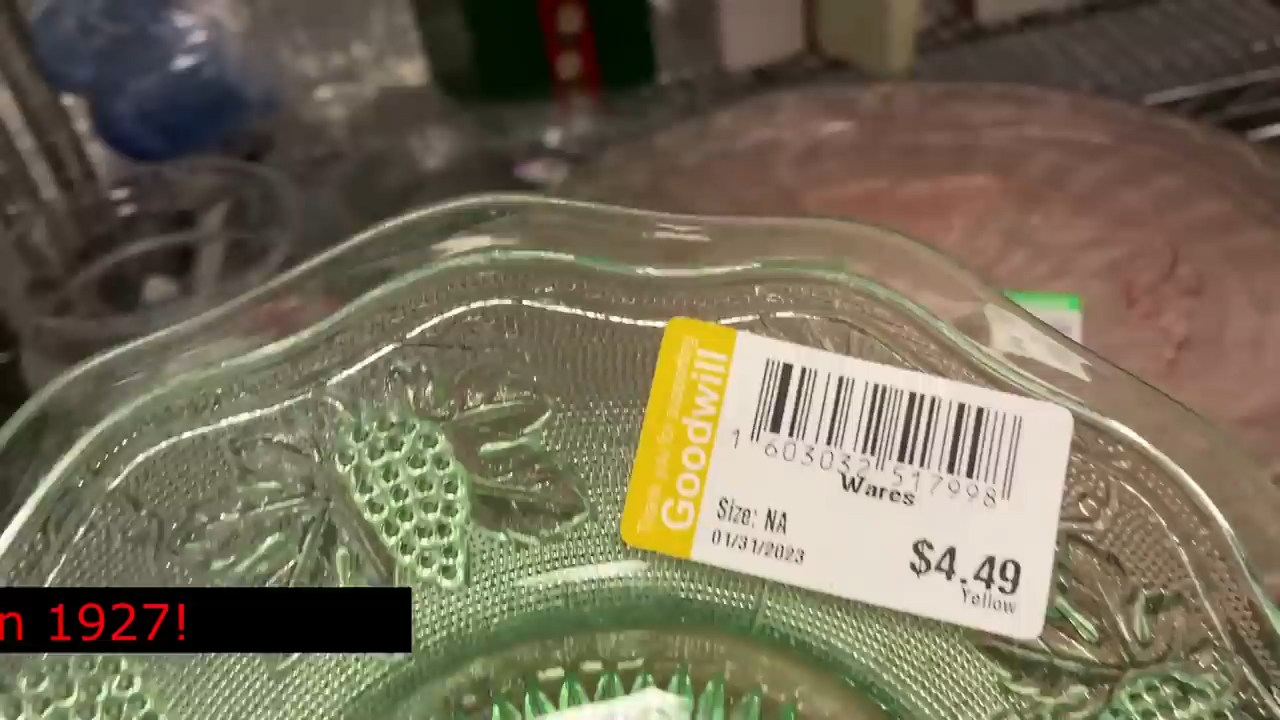 Goodwill
1 603032 517998
Wares
Size: NA
01/31/2023
$4.49
Yellow
n 1927!